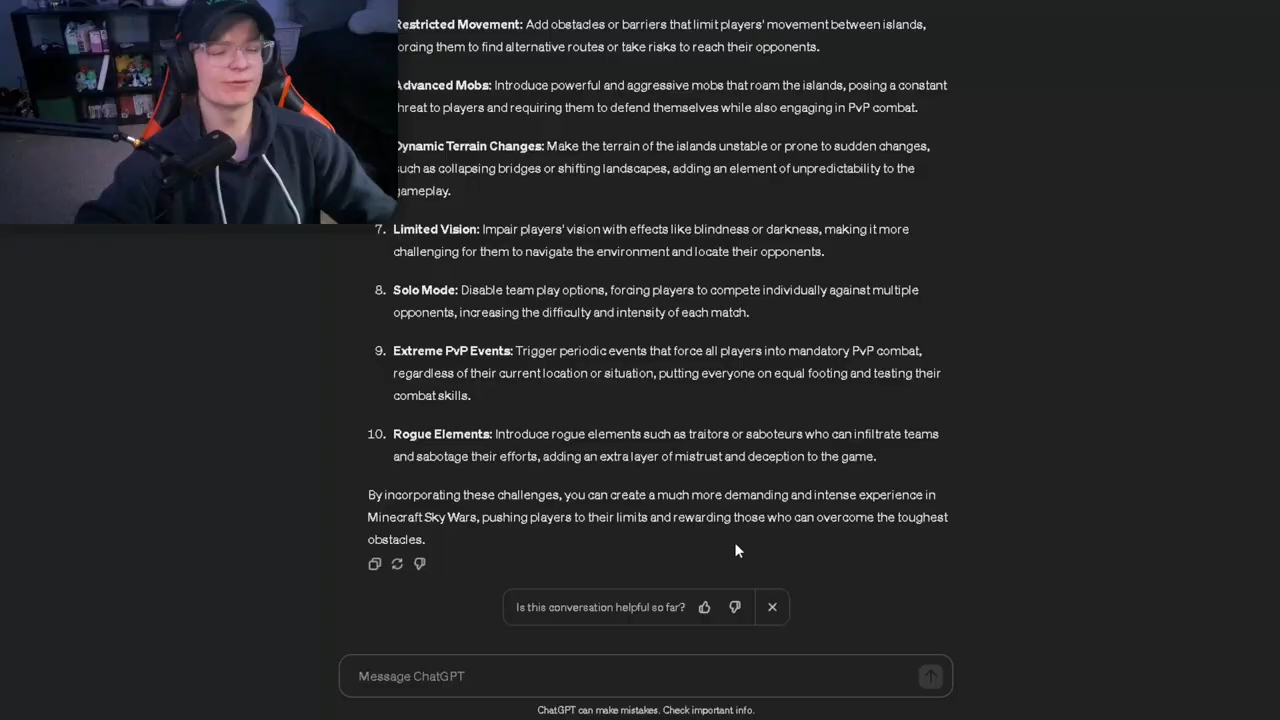 Restricted Movement: Add obstacles or barriers that limit players' movement between islands,
forcing them to find alternative routes or take risks to reach their opponents.
Advanced Mobs: Introduce powerful and aggressive mobs that roam the islands, posing a constant
threat to players and requiring them to defend themselves while also engaging in PvP combat.
Dynamic Terrain Changes: Make the terrain of the islands unstable or prone to sudden changes,
such as collapsing bridges or shifting landscapes, adding an element of unpredictability to the
gameplay.
7. Limited Vision: Impair players' vision with effects like blindness or darkness, making it more
challenging for them to navigate the environment and locate their opponents.
8. Solo Mode: Disable team play options, forcing players to compete individually against multiple
opponents, increasing the difficulty and intensity of each match.
9. Extreme PvP Events: Trigger periodic events that force all players into mandatory PvP combat,
regardless of their current location or situation, putting everyone on equal footing and testing their
combat skills.
10. Rogue Elements: Introduce rogue elements such as traitors or saboteurs who can infiltrate teams
and sabotage their efforts, adding an extra layer of mistrust and deception to the game.
By incorporating these challenges, you can create a much more demanding and intense experience in
Minecraft Sky Wars, pushing players to their limits and rewarding those who can overcome the toughest
obstacles.
Is this conversation helpful so far?
Message ChatGPT
ChatGPT can make mistakes. Check important info.